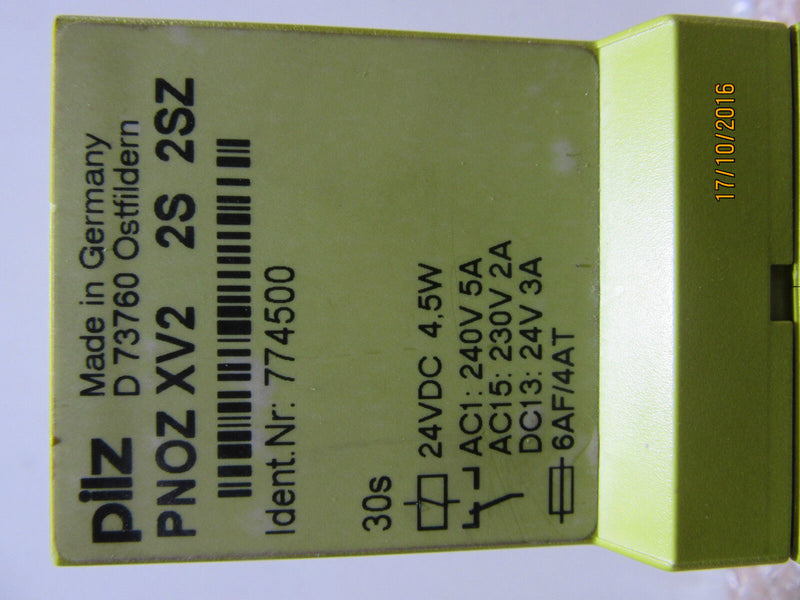 pilz Made in Germany
D 73760 Ostfildern
PNOZ XV2 2S 2SZ
Ident.Nr: 774500
30s
24VDC 4,5W
AC1: 240V 5A
AC15: 230V 2A
DC13: 24V 3A
6AF/4AT
17/10/2016